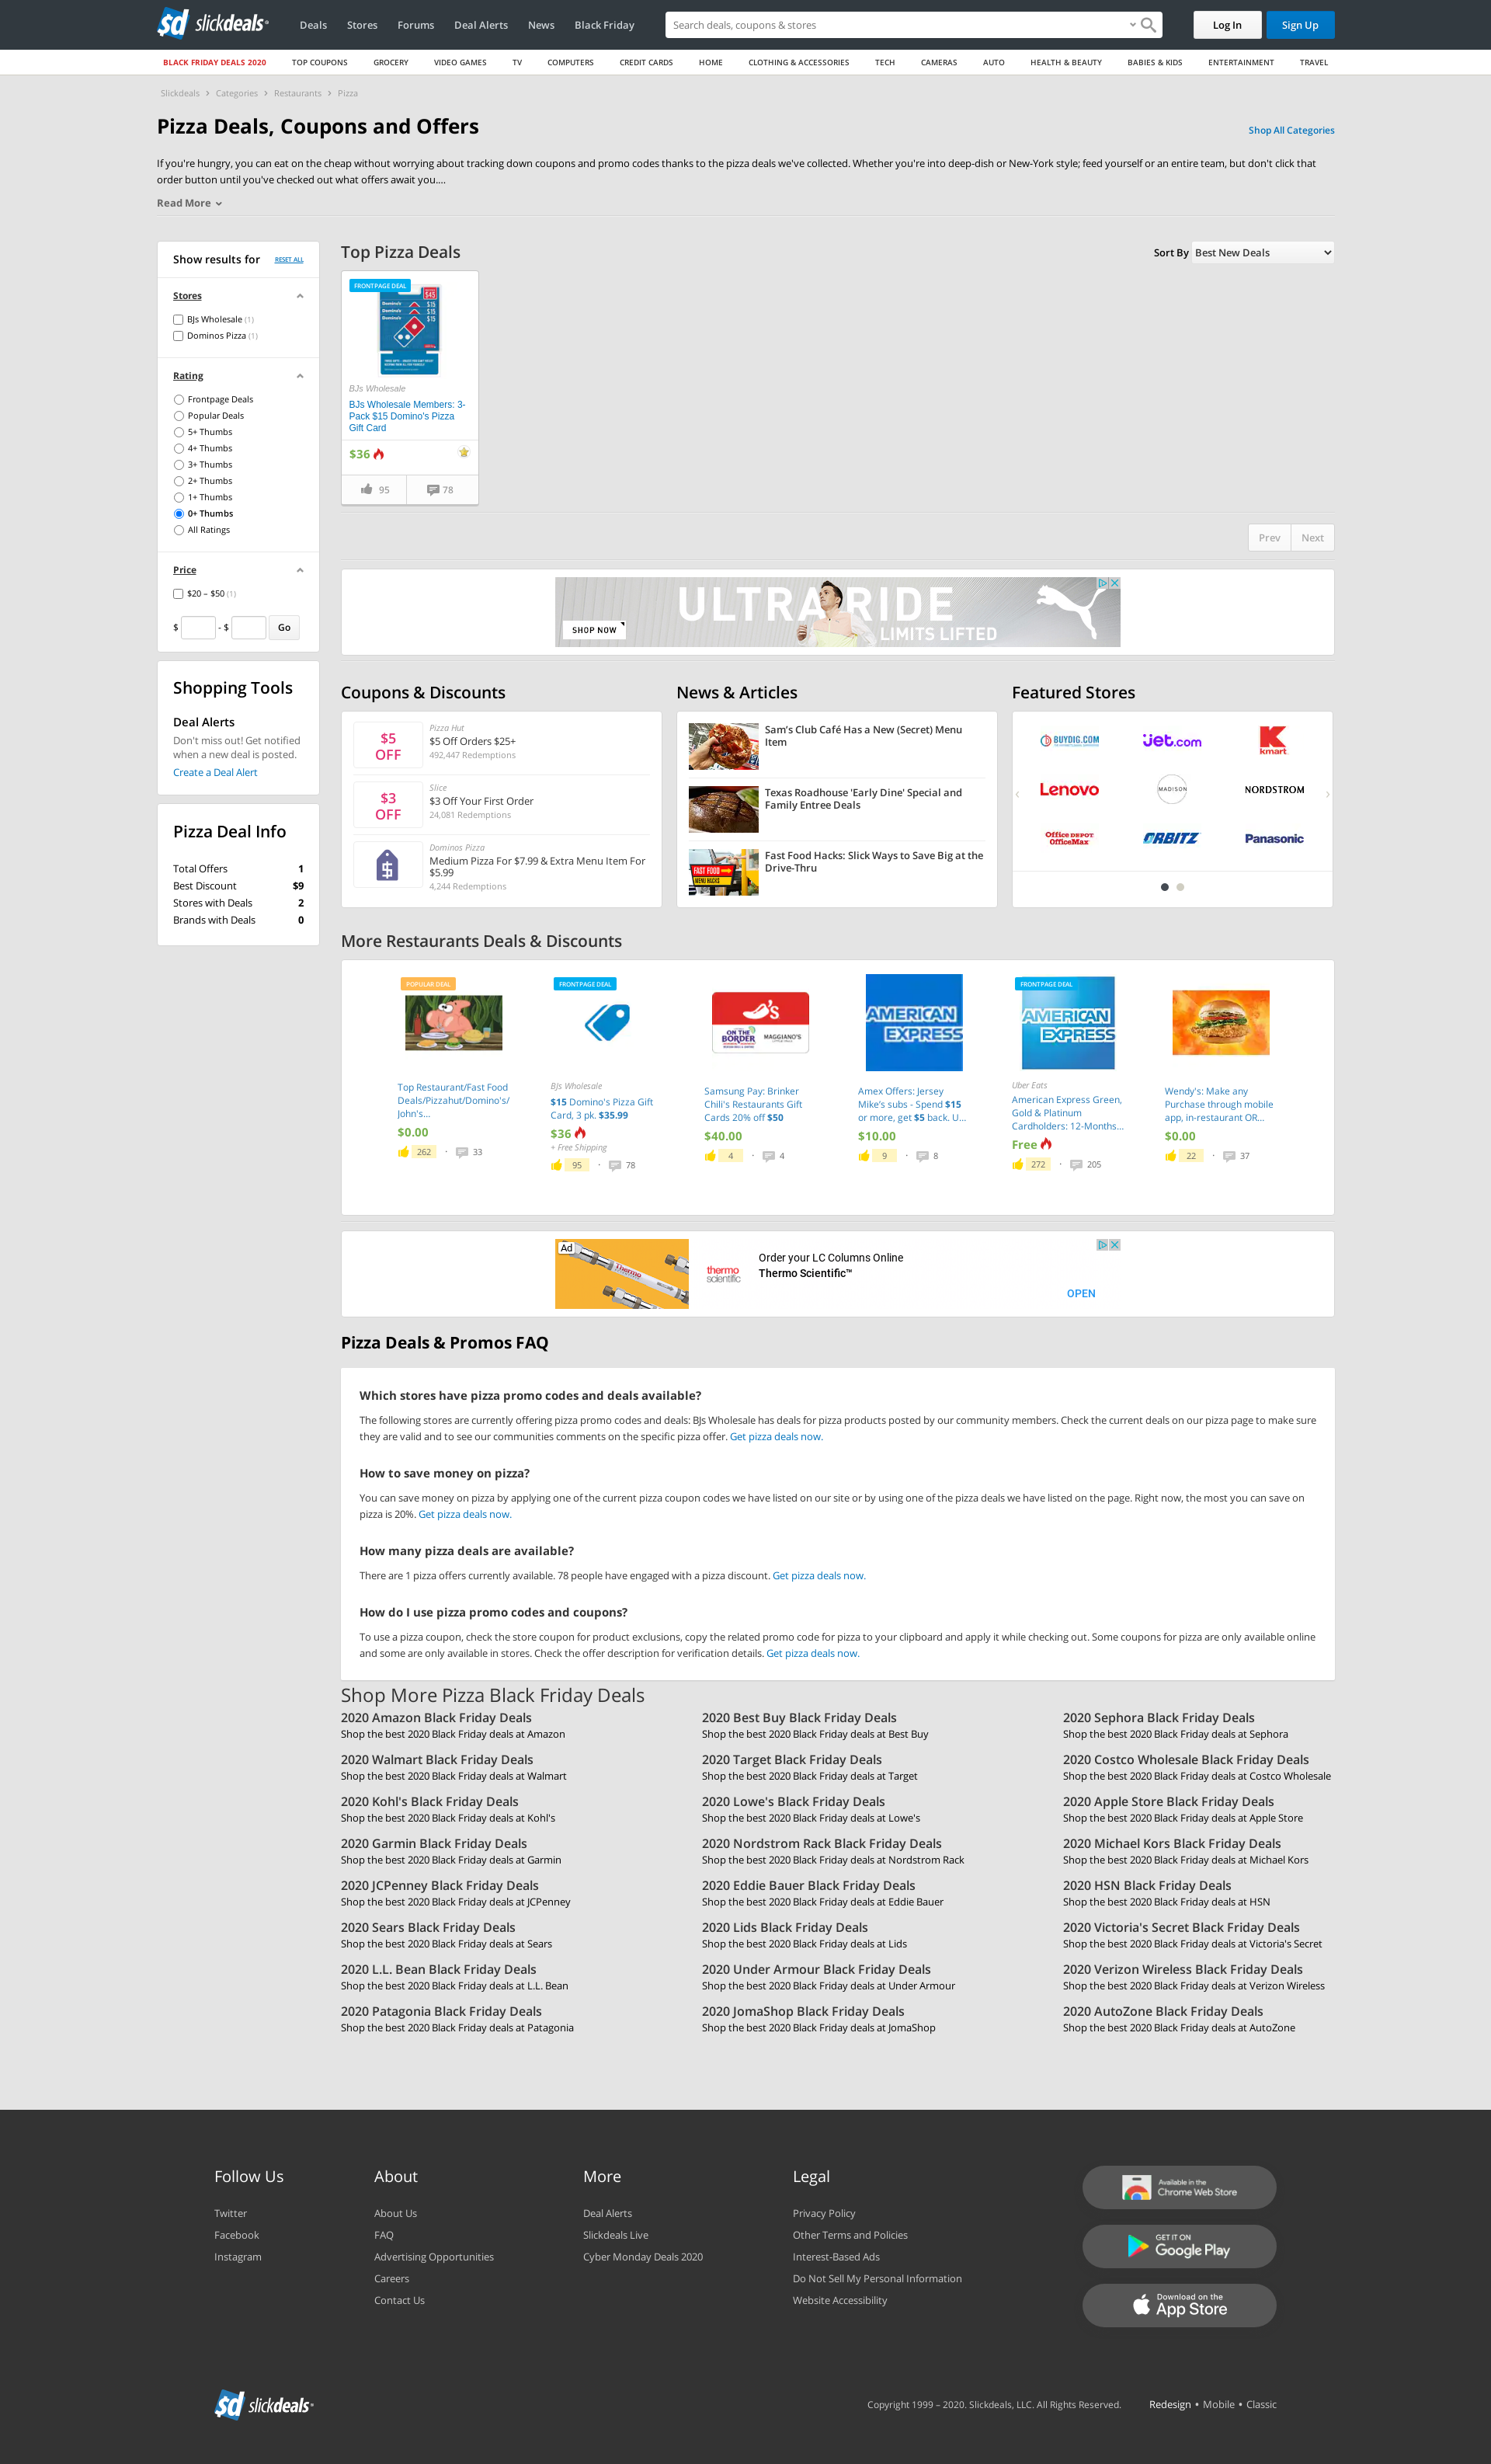 sd slickdeals
Deals Stores Forums Deal Alerts News Black Friday
Search deals, coupons & stores
Log In
Sign Up
BLACK FRIDAY DEALS 2020 TOP COUPONS GROCERY VIDEO GAMES TV COMPUTERS CREDIT CARDS HOME CLOTHING & ACCESSORIES TECH CAMERAS AUTO HEALTH & BEAUTY BABIES & KIDS ENTERTAINMENT TRAVEL
Slickdeals › Categories › Restaurants › Pizza
Pizza Deals, Coupons and Offers
Shop All Categories
If you're hungry, you can eat on the cheap without worrying about tracking down coupons and promo codes thanks to the pizza deals we've collected. Whether you're into deep-dish or New-York style; feed yourself or an entire team, but don't click that
order button until you've checked out what offers await you....
Read More
Show results for
RESET ALL
Stores
BJs Wholesale (1)
Dominos Pizza (1)
Rating
Frontpage Deals
Popular Deals
5+ Thumbs
4+ Thumbs
3+ Thumbs
2+ Thumbs
1+ Thumbs
0+ Thumbs
All Ratings
Price
$20 – $50 (1)
$ - $ Go
Shopping Tools
Deal Alerts
Don't miss out! Get notified
when a new deal is posted.
Create a Deal Alert
Pizza Deal Info
Total Offers 1
Best Discount $9
Stores with Deals 2
Brands with Deals 0
Top Pizza Deals
Sort By Best New Deals
FRONTPAGE DEAL
$45
Domino's $15
$15
$15
BJs Wholesale
BJs Wholesale Members: 3-
Pack $15 Domino's Pizza
Gift Card
$36
95
78
Prev
Next
ULTRA RIDE
SHOP NOW
LIMITS LIFTED
Coupons & Discounts
$5
OFF
Pizza Hut
$5 Off Orders $25+
492,447 Redemptions
$3
OFF
Slice
$3 Off Your First Order
24,081 Redemptions
Dominos Pizza
Medium Pizza For $7.99 & Extra Menu Item For
$5.99
4,244 Redemptions
News & Articles
Sam's Club Café Has a New (Secret) Menu
Item
Texas Roadhouse 'Early Dine' Special and
Family Entree Deals
FAST FOOD
MENU HACKS
Fast Food Hacks: Slick Ways to Save Big at the
Drive-Thru
Featured Stores
BUYDIG.COM
jet.com
kmart
Lenovo
MADISON
NORDSTROM
Office DEPOT
OfficeMax
ORBITZ
Panasonic
More Restaurants Deals & Discounts
POPULAR DEAL
Top Restaurant/Fast Food
Deals/Pizzahut/Domino's/
John's...
$0.00
262 · 33
FRONTPAGE DEAL
BJs Wholesale
$15 Domino's Pizza Gift
Card, 3 pk. $35.99
$36
+ Free Shipping
95 · 78
chili's
ON THE
BORDER
MAGGIANO'S
Samsung Pay: Brinker
Chili's Restaurants Gift
Cards 20% off $50
$40.00
4 · 4
AMERICAN
EXPRESS
Amex Offers: Jersey
Mike's subs - Spend $15
or more, get $5 back. U...
$10.00
9 · 8
FRONTPAGE DEAL
AMERICAN
EXPRESS
Uber Eats
American Express Green,
Gold & Platinum
Cardholders: 12-Months...
Free
272 · 205
Wendy's: Make any
Purchase through mobile
app, in-restaurant OR...
$0.00
22 · 37
Ad
Thermo
thermo
scientific
Order your LC Columns Online
Thermo Scientific™
OPEN
Pizza Deals & Promos FAQ
Which stores have pizza promo codes and deals available?
The following stores are currently offering pizza promo codes and deals: BJs Wholesale has deals for pizza products posted by our community members. Check the current deals on our pizza page to make sure
they are valid and to see our communities comments on the specific pizza offer. Get pizza deals now.
How to save money on pizza?
You can save money on pizza by applying one of the current pizza coupon codes we have listed on our site or by using one of the pizza deals we have listed on the page. Right now, the most you can save on
pizza is 20%. Get pizza deals now.
How many pizza deals are available?
There are 1 pizza offers currently available. 78 people have engaged with a pizza discount. Get pizza deals now.
How do I use pizza promo codes and coupons?
To use a pizza coupon, check the store coupon for product exclusions, copy the related promo code for pizza to your clipboard and apply it while checking out. Some coupons for pizza are only available online
and some are only available in stores. Check the offer description for verification details. Get pizza deals now.
Shop More Pizza Black Friday Deals
2020 Amazon Black Friday Deals
Shop the best 2020 Black Friday deals at Amazon
2020 Best Buy Black Friday Deals
Shop the best 2020 Black Friday deals at Best Buy
2020 Sephora Black Friday Deals
Shop the best 2020 Black Friday deals at Sephora
2020 Walmart Black Friday Deals
Shop the best 2020 Black Friday deals at Walmart
2020 Target Black Friday Deals
Shop the best 2020 Black Friday deals at Target
2020 Costco Wholesale Black Friday Deals
Shop the best 2020 Black Friday deals at Costco Wholesale
2020 Kohl's Black Friday Deals
Shop the best 2020 Black Friday deals at Kohl's
2020 Lowe's Black Friday Deals
Shop the best 2020 Black Friday deals at Lowe's
2020 Apple Store Black Friday Deals
Shop the best 2020 Black Friday deals at Apple Store
2020 Garmin Black Friday Deals
Shop the best 2020 Black Friday deals at Garmin
2020 Nordstrom Rack Black Friday Deals
Shop the best 2020 Black Friday deals at Nordstrom Rack
2020 Michael Kors Black Friday Deals
Shop the best 2020 Black Friday deals at Michael Kors
2020 JCPenney Black Friday Deals
Shop the best 2020 Black Friday deals at JCPenney
2020 Eddie Bauer Black Friday Deals
Shop the best 2020 Black Friday deals at Eddie Bauer
2020 HSN Black Friday Deals
Shop the best 2020 Black Friday deals at HSN
2020 Sears Black Friday Deals
Shop the best 2020 Black Friday deals at Sears
2020 Lids Black Friday Deals
Shop the best 2020 Black Friday deals at Lids
2020 Victoria's Secret Black Friday Deals
Shop the best 2020 Black Friday deals at Victoria's Secret
2020 L.L. Bean Black Friday Deals
Shop the best 2020 Black Friday deals at L.L. Bean
2020 Under Armour Black Friday Deals
Shop the best 2020 Black Friday deals at Under Armour
2020 Verizon Wireless Black Friday Deals
Shop the best 2020 Black Friday deals at Verizon Wireless
2020 Patagonia Black Friday Deals
Shop the best 2020 Black Friday deals at Patagonia
2020 JomaShop Black Friday Deals
Shop the best 2020 Black Friday deals at JomaShop
2020 AutoZone Black Friday Deals
Shop the best 2020 Black Friday deals at AutoZone
Follow Us
Twitter
Facebook
Instagram
About
About Us
FAQ
Advertising Opportunities
Careers
Contact Us
More
Deal Alerts
Slickdeals Live
Cyber Monday Deals 2020
Legal
Privacy Policy
Other Terms and Policies
Interest-Based Ads
Do Not Sell My Personal Information
Website Accessibility
Available in the
Chrome Web Store
GET IT ON
Google Play
Download on the
App Store
sd slickdeals
Copyright 1999 – 2020. Slickdeals, LLC. All Rights Reserved.
Redesign • Mobile • Classic